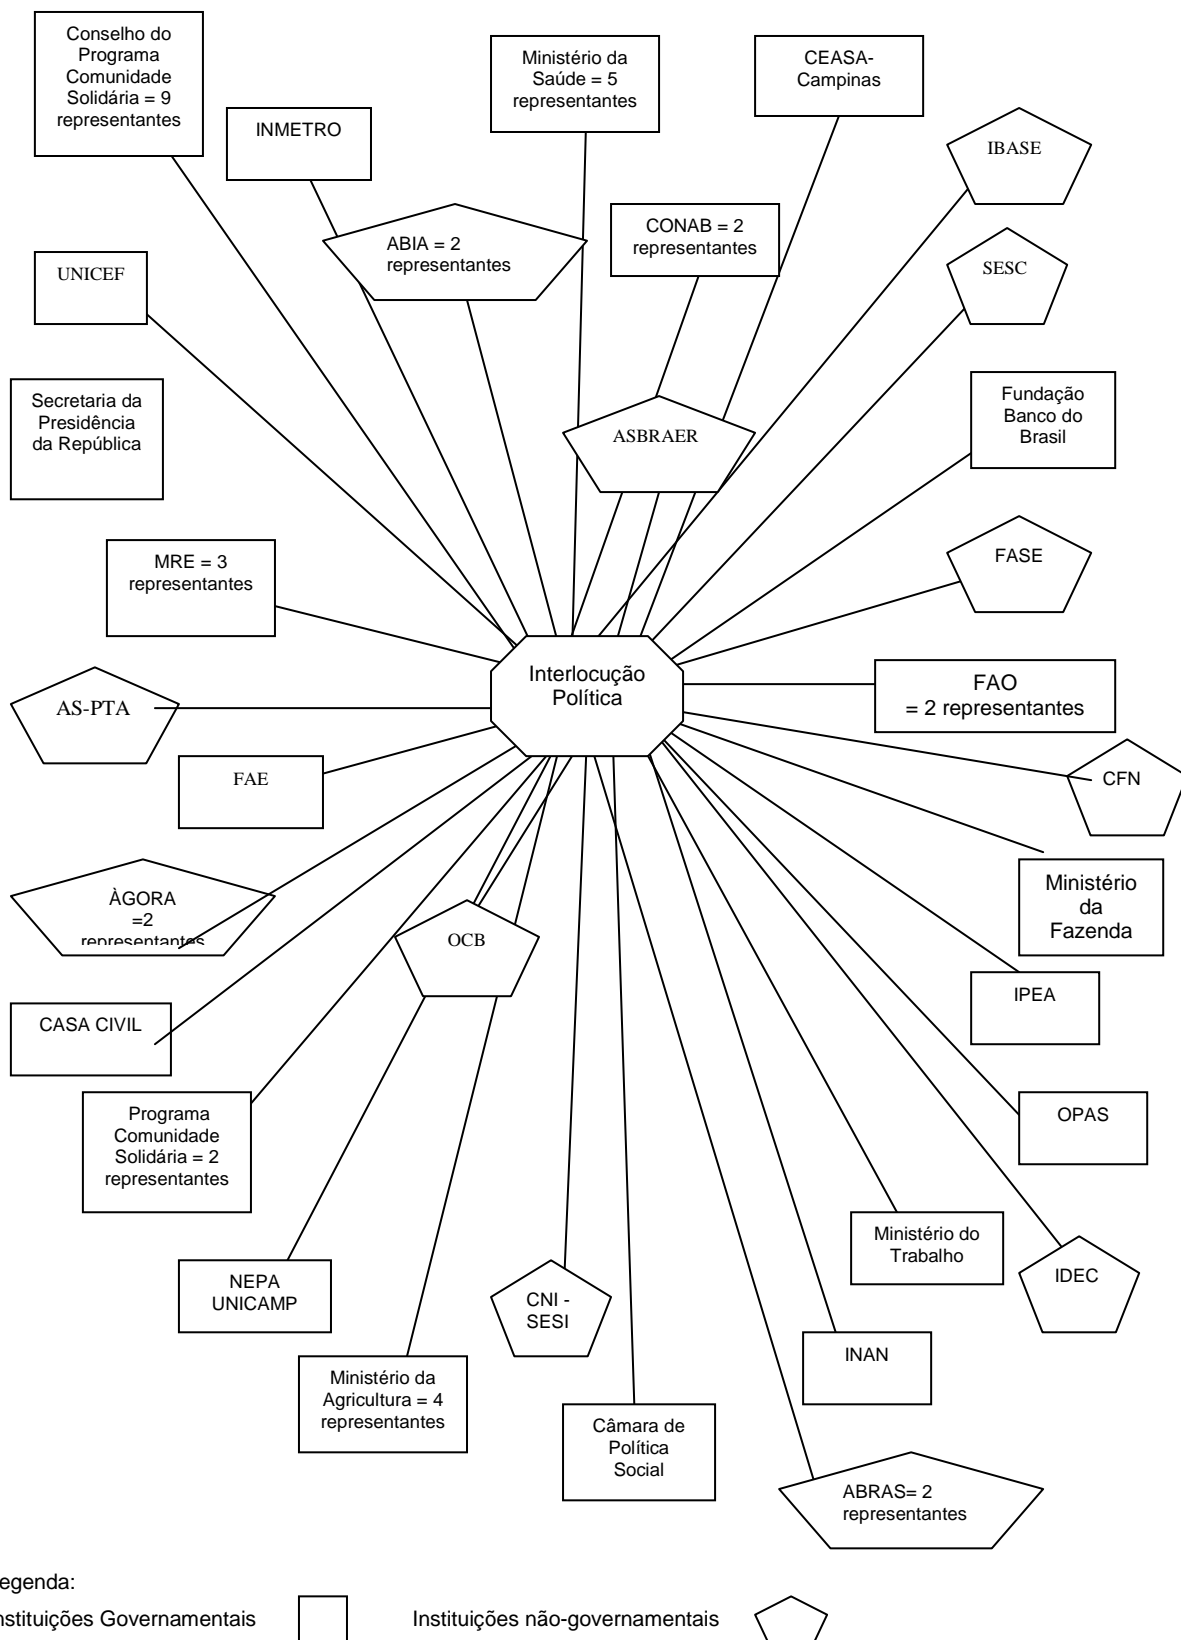 Conselho do
Programa
Comunidade
Solidária = 9
representantes
INMETRO
Ministério da
Saúde = 5
representantes
CEASA-
Campinas
IBASE
ABIA = 2
representantes
CONAB = 2
representantes
UNICEF
SESC
Secretaria da
Presidência
da República
ASBRAER
Fundação
Banco do
Brasil
MRE = 3
representantes
FASE
Interlocução
Política
FAO
= 2 representantes
AS-PTA
FAE
CFN
ÀGORA
=2
representantes
OCB
Ministério
da
Fazenda
CASA CIVIL
IPEA
Programa
Comunidade
Solidária = 2
representantes
OPAS
Ministério do
Trabalho
IDEC
NEPA
UNICAMP
CNI -
SESI
INAN
Ministério da
Agricultura = 4
representantes
Câmara de
Política
Social
ABRAS= 2
representantes
egenda:
nstituições Governamentais
Instituições não-governamentais